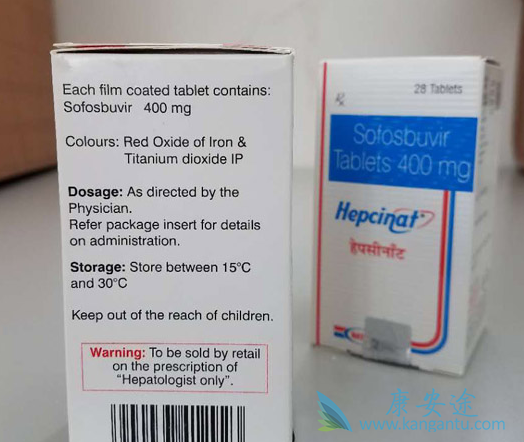 Each film coated tablet contains:
Sofosbuvir 400 mg
Colours: Red Oxide of Iron &
Titanium dioxide IP
Dosage: As directed by the
Physician.
Refer package insert for details
on administration.
Storage: Store between 15°C
and 30°C
Keep out of the reach of children.
Warning: To be sold by retail
on the prescription of
“Hepatologist only”.
28 Tablets
Rx
Sofosbuvir
Tablets 400 mg
Hepcinat
हेपसीनॉट
康安途
www.kangantu.com